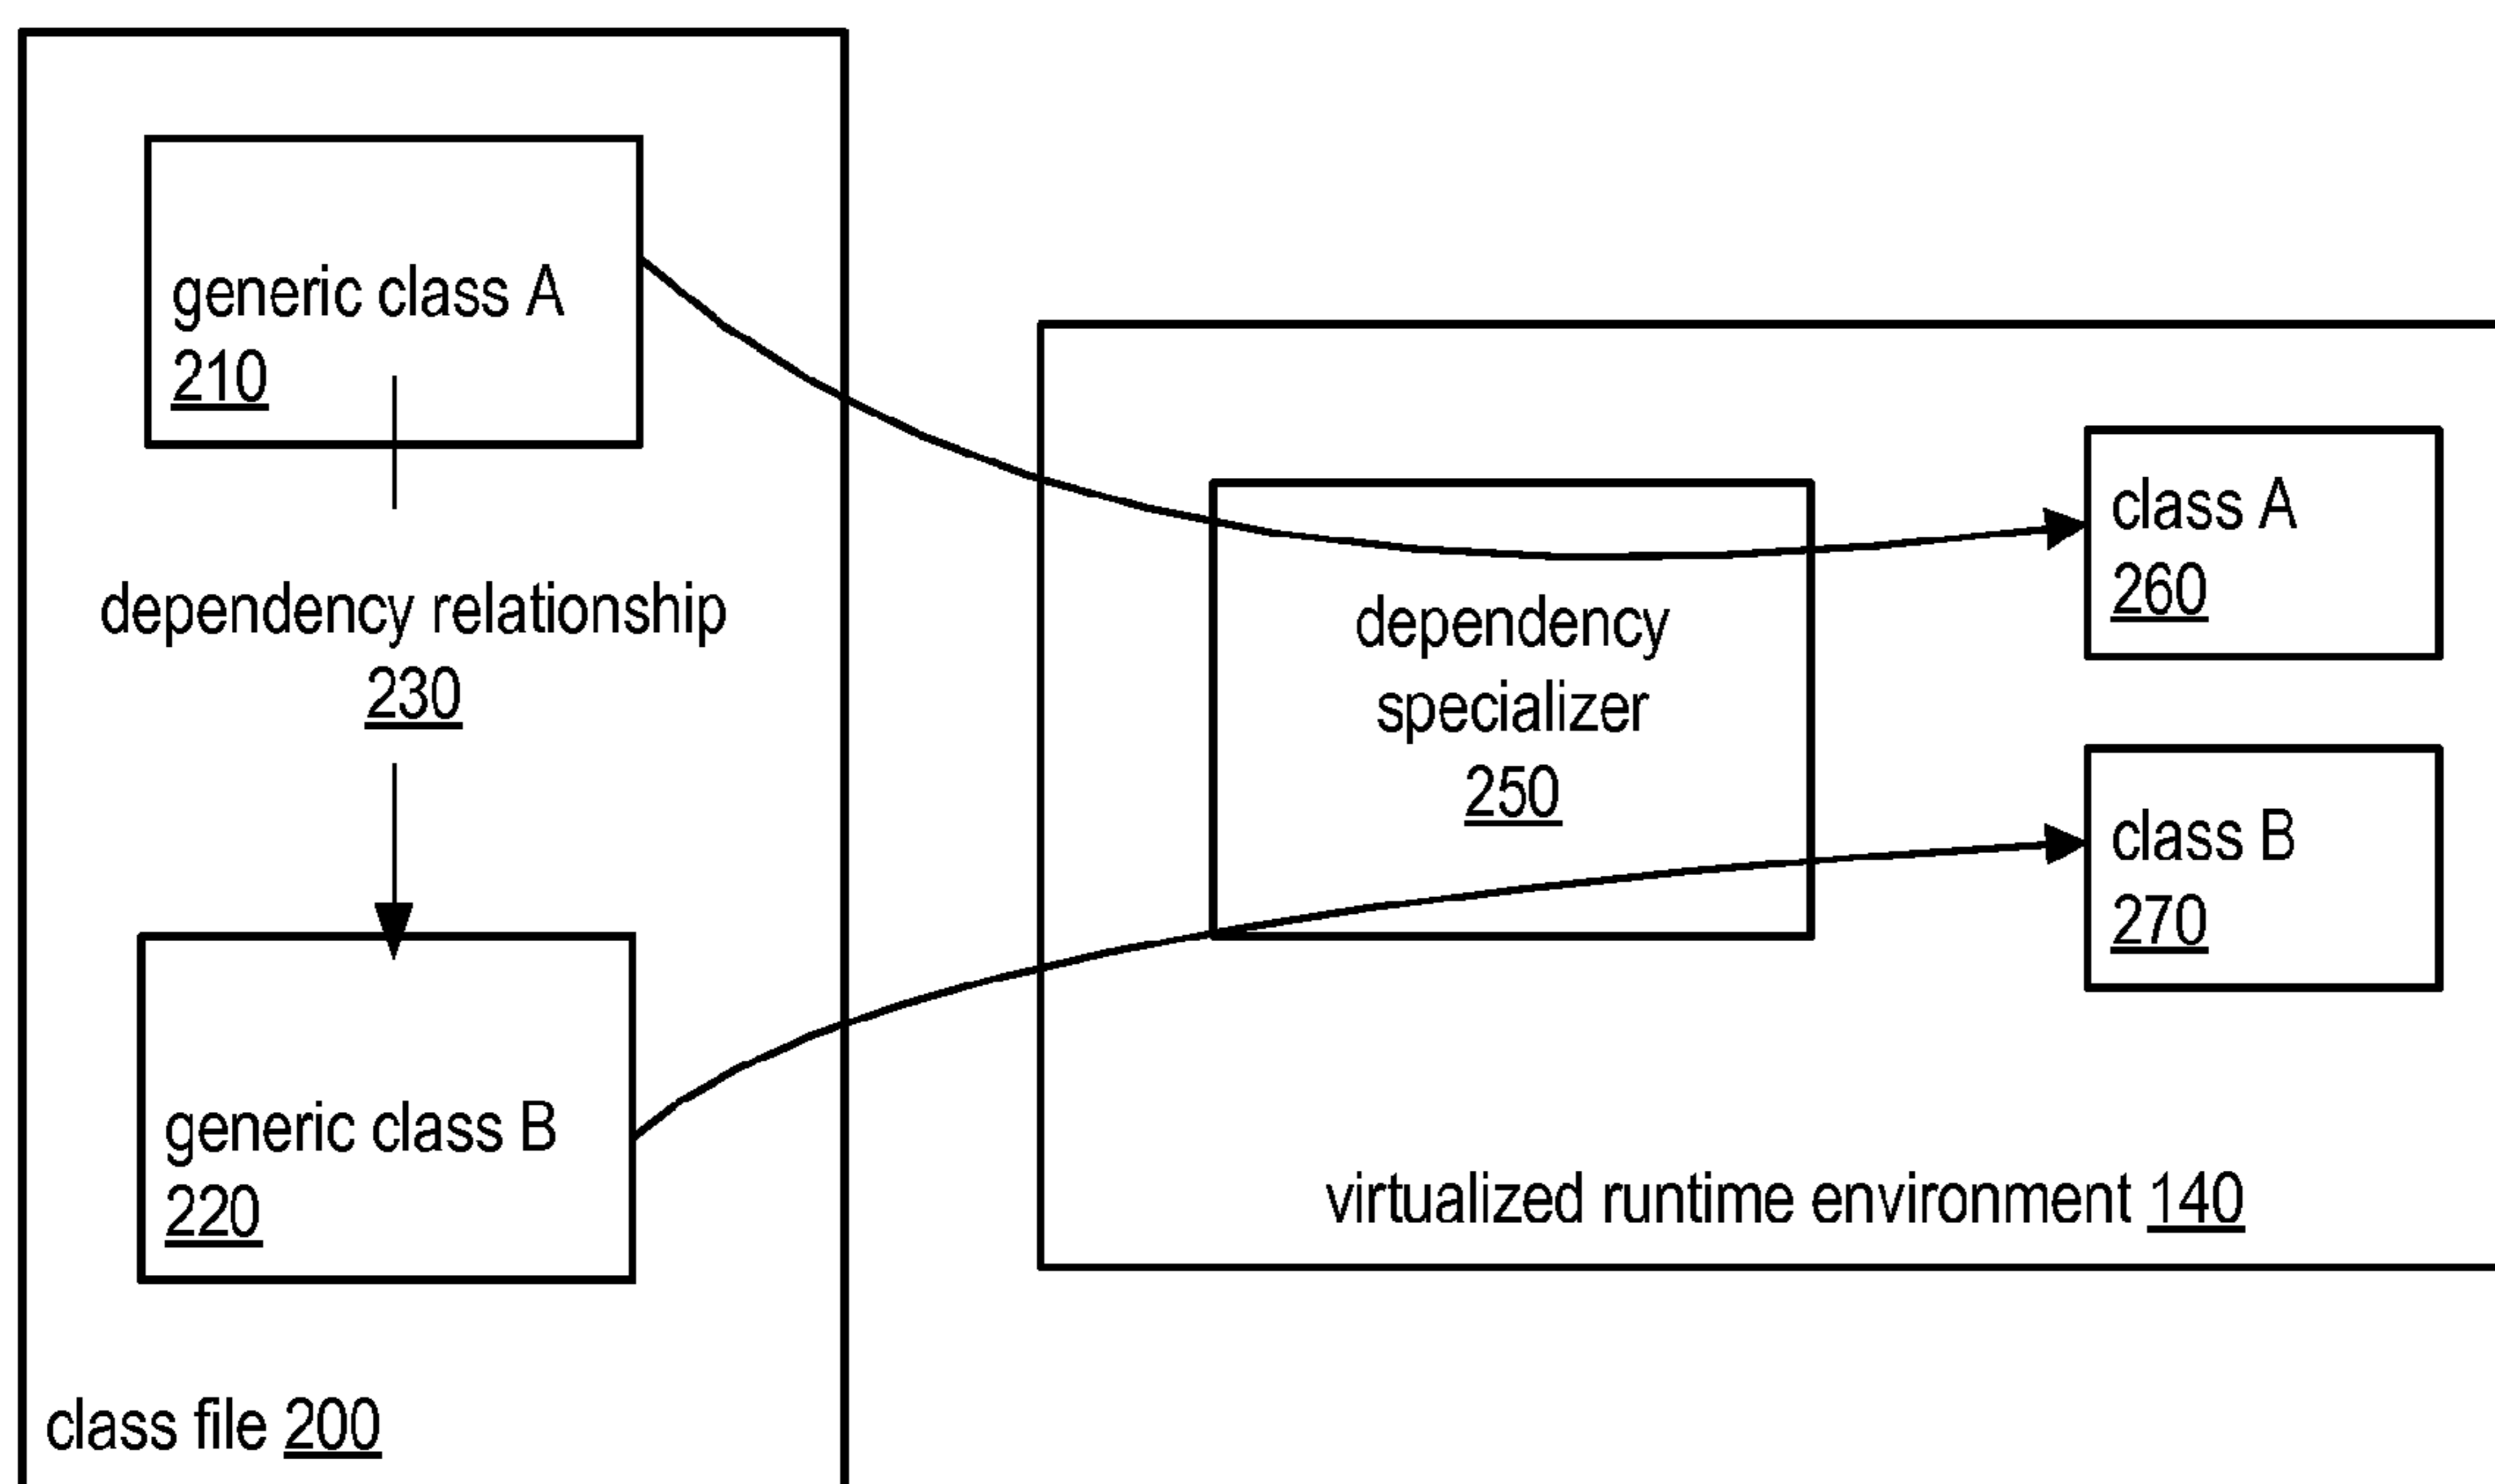 generic class A
210
dependency relationship
230
generic class B
220
class file 200
dependency
specializer
250
class A
260
class B
270
virtualized runtime environment 140